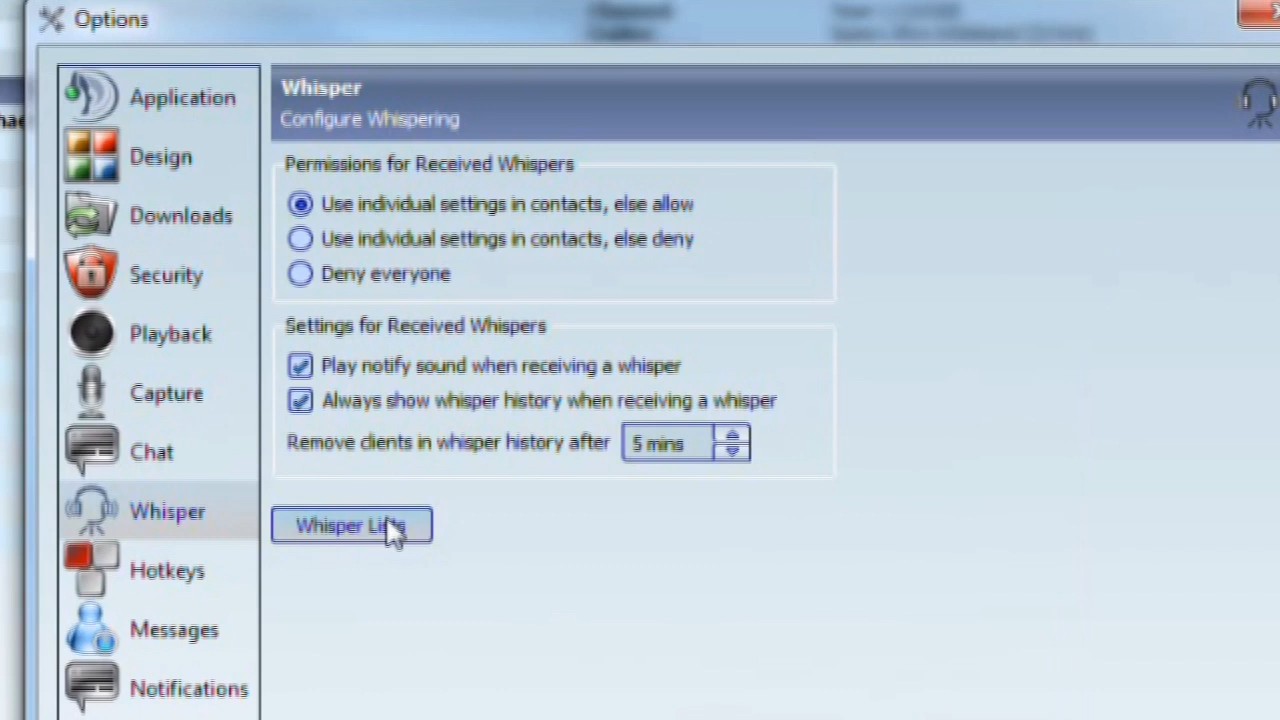 Options
Application
Design
Downloads
Security
Playback
Capture
Chat
Whisper
Hotkeys
Messages
Notifications
Whisper
Configure Whispering
Permissions for Received Whispers
Use individual settings in contacts, else allow
Use individual settings in contacts, else deny
Deny everyone
Settings for Received Whispers
Play notify sound when receiving a whisper
Always show whisper history when receiving a whisper
Remove clients in whisper history after 5 mins
Whisper Lists